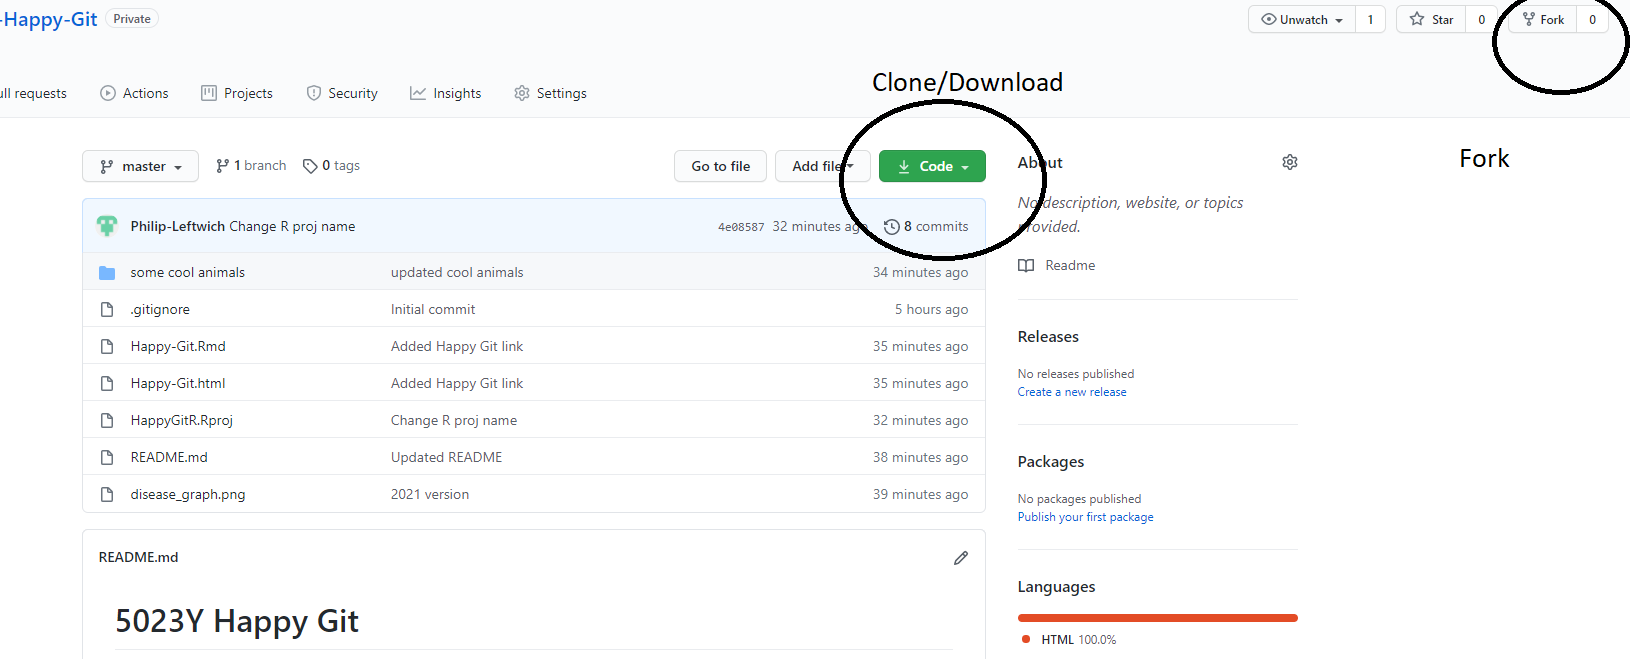 -Happy-Git Private
Unwatch 1 Star 0 Fork 0
ull requests Actions Projects Security Insights Settings
Clone/Download
Fork
master 1 branch 0 tags Go to file Add file Code
Philip-Leftwich Change R proj name 4e08587 32 minutes ago 8 commits
some cool animals updated cool animals 34 minutes ago
.gitignore Initial commit 5 hours ago
Happy-Git.Rmd Added Happy Git link 35 minutes ago
Happy-Git.html Added Happy Git link 35 minutes ago
HappyGitR.Rproj Change R proj name 32 minutes ago
README.md Updated README 38 minutes ago
disease_graph.png 2021 version 39 minutes ago
README.md
5023Y Happy Git
About
No description, website, or topics
provided.
Readme
Releases
No releases published
Create a new release
Packages
No packages published
Publish your first package
Languages
HTML 100.0%